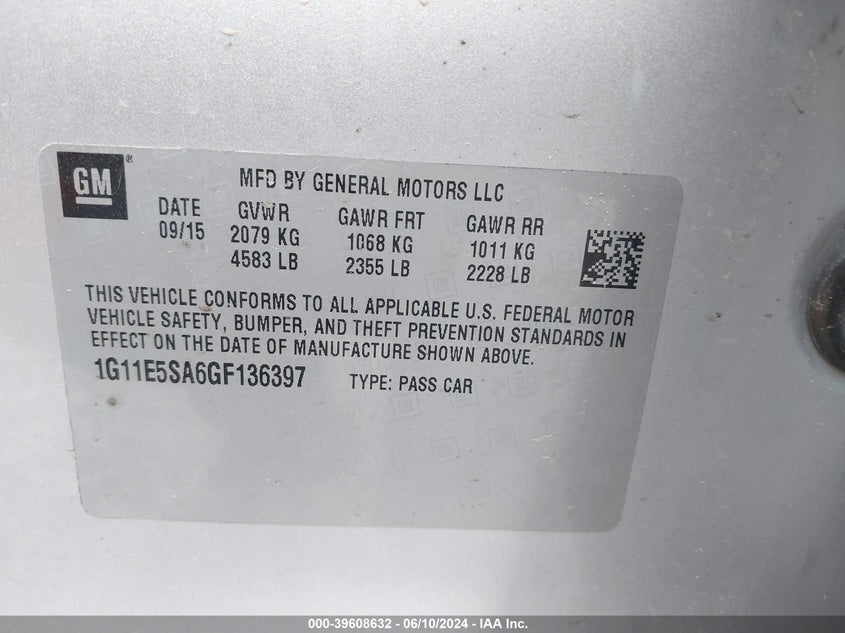 GM®
MFD BY GENERAL MOTORS LLC
DATE GVWR GAWR FRT GAWR RR
09/15 2079 KG 1068 KG 1011 KG
4583 LB 2355 LB 2228 LB
THIS VEHICLE CONFORMS TO ALL APPLICABLE U.S. FEDERAL MOTOR
VEHICLE SAFETY, BUMPER, AND THEFT PREVENTION STANDARDS IN
EFFECT ON THE DATE OF MANUFACTURE SHOWN ABOVE.
1G11E5SA6GF136397 TYPE: PASS CAR
000-39608632 - 06/10/2024 - IAA Inc.